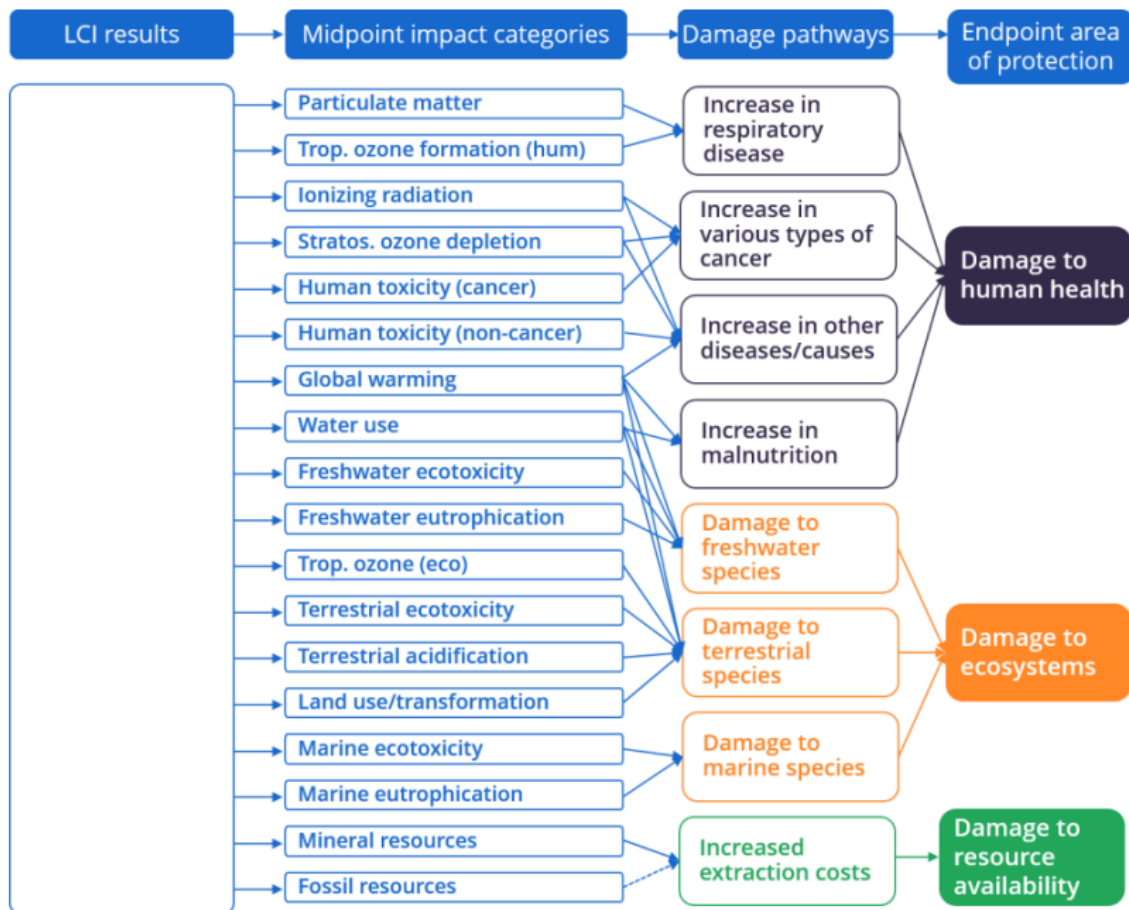 LCI results
Midpoint impact categories
Damage pathways
Endpoint area
of protection
Particulate matter
Trop. ozone formation (hum)
Ionizing radiation
Stratos. ozone depletion
Human toxicity (cancer)
Human toxicity (non-cancer)
Global warming
Water use
Freshwater ecotoxicity
Freshwater eutrophication
Trop. ozone (eco)
Terrestrial ecotoxicity
Terrestrial acidification
Land use/transformation
Marine ecotoxicity
Marine eutrophication
Mineral resources
Fossil resources
Increase in
respiratory
disease
Increase in
various types of
cancer
Increase in other
diseases/causes
Increase in
malnutrition
Damage to
freshwater
species
Damage to
terrestrial
species
Damage to
marine species
Increased
extraction costs
Damage to
human health
Damage to
ecosystems
Damage to
resource
availability